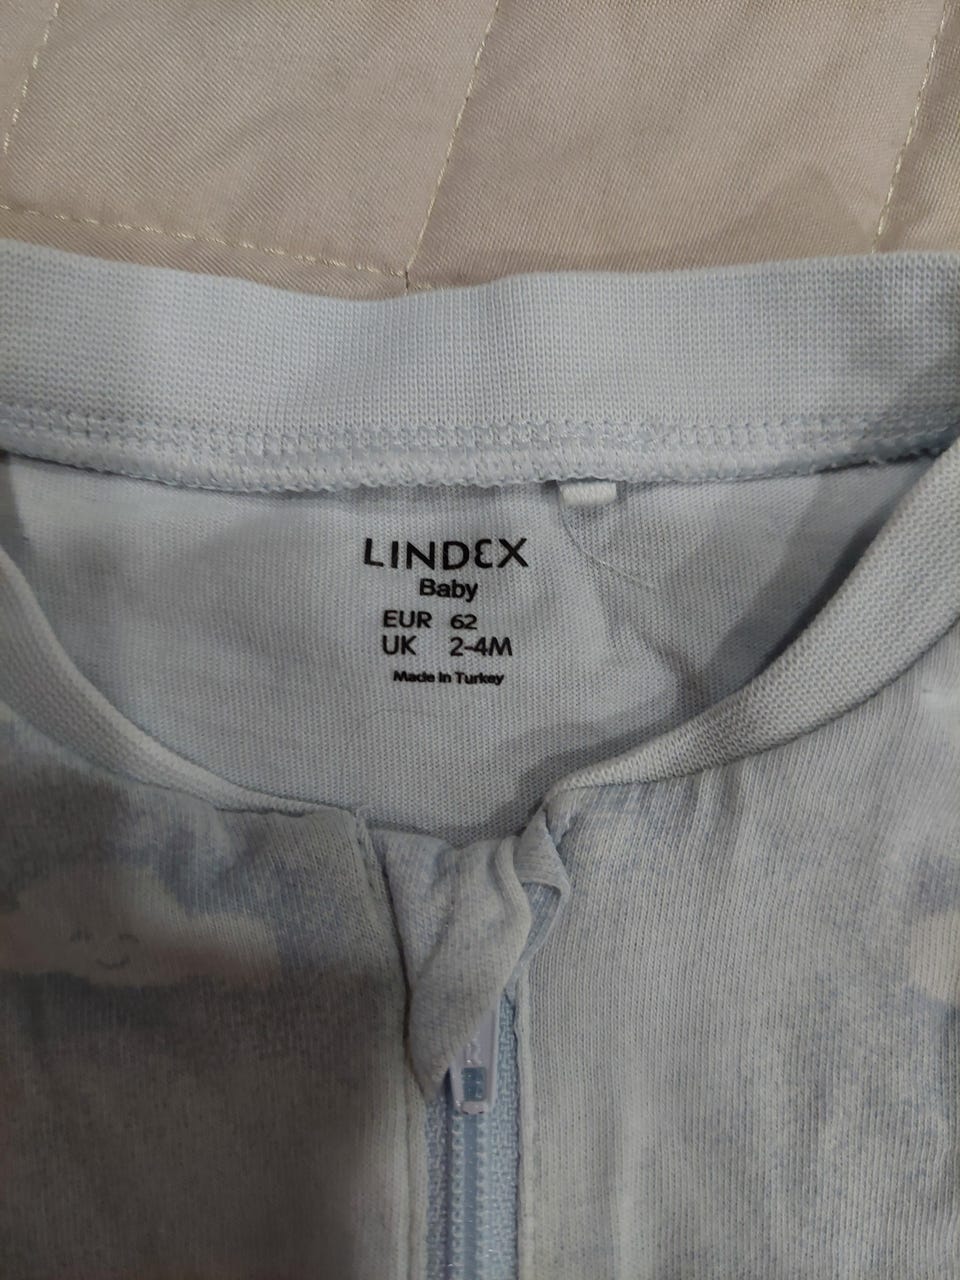 LINDEX
Baby
EUR 62
UK 2-4M
Made in Turkey